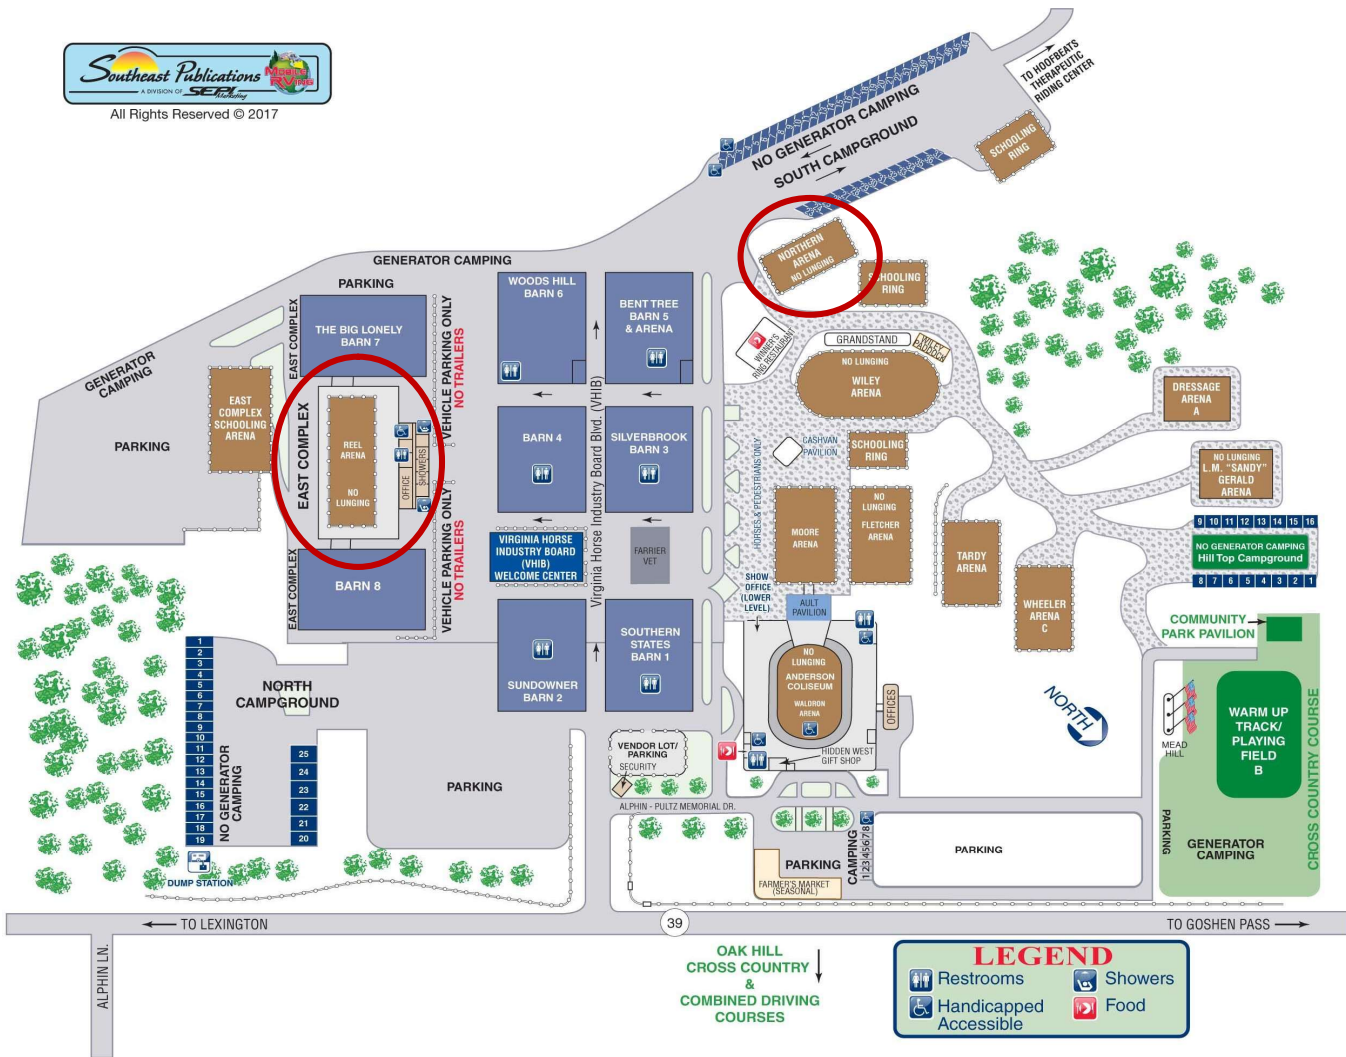 Southeast Publications
A DIVISION OF SEPI Marketing
MOBILE RVING
All Rights Reserved © 2017
TO HOOFBEATS
THERAPEUTIC
RIDING CENTER
NO GENERATOR CAMPING
SOUTH CAMPGROUND
SCHOOLING
RING
NORTHERN
ARENA
NO LUNGING
SCHOOLING
RING
GENERATOR CAMPING
PARKING
GENERATOR
CAMPING
PARKING
EAST COMPLEX
THE BIG LONELY
BARN 7
VEHICLE PARKING ONLY
NO TRAILERS
WOODS HILL
BARN 6
BENT TREE
BARN 5
& ARENA
WINNER'S
RING RESTAURANT
GRANDSTAND
WILEY
PADDOCK
NO LUNGING
WILEY
ARENA
DRESSAGE
ARENA
A
EAST
COMPLEX
SCHOOLING
ARENA
EAST COMPLEX
REEL
ARENA
NO
LUNGING
OFFICE
SHOWERS
BARN 4
SILVERBROOK
BARN 3
Virginia Horse Industry Board Blvd. (VHIB)
HORSES & PEDESTRIANS ONLY
CASHVAN
PAVILION
SCHOOLING
RING
NO LUNGING
L.M. "SANDY"
GERALD
ARENA
VEHICLE PARKING ONLY
NO TRAILERS
VIRGINIA HORSE
INDUSTRY BOARD
(VHIB)
WELCOME CENTER
FARRIER
VET
MOORE
ARENA
NO
LUNGING
FLETCHER
ARENA
TARDY
ARENA
9 10 11 12 13 14 15 16
NO GENERATOR CAMPING
Hill Top Campground
8 7 6 5 4 3 2 1
EAST COMPLEX
BARN 8
SHOW
OFFICE
(LOWER
LEVEL)
AULT
PAVILION
WHEELER
ARENA
C
COMMUNITY
PARK PAVILION
SUNDOWNER
BARN 2
SOUTHERN
STATES
BARN 1
NO
LUNGING
ANDERSON
COLISEUM
WALDRON
ARENA
OFFICES
HIDDEN WEST
GIFT SHOP
NORTH
MEAD
HILL
WARM UP
TRACK/
PLAYING
FIELD
B
CROSS COUNTRY COURSE
1
2
3
4
5
6
7
8
9
10
11
12
13
14
15
16
17
18
19
NORTH
CAMPGROUND
NO GENERATOR
CAMPING
25
24
23
22
21
20
DUMP STATION
PARKING
VENDOR LOT/
PARKING
SECURITY
ALPHIN - PULTZ MEMORIAL DR.
PARKING
FARMER'S MARKET
(SEASONAL)
CAMPING
12345678
PARKING
PARKING
GENERATOR
CAMPING
TO LEXINGTON
39
TO GOSHEN PASS
ALPHIN LN.
OAK HILL
CROSS COUNTRY
&
COMBINED DRIVING
COURSES
LEGEND
Restrooms
Showers
Handicapped
Accessible
Food